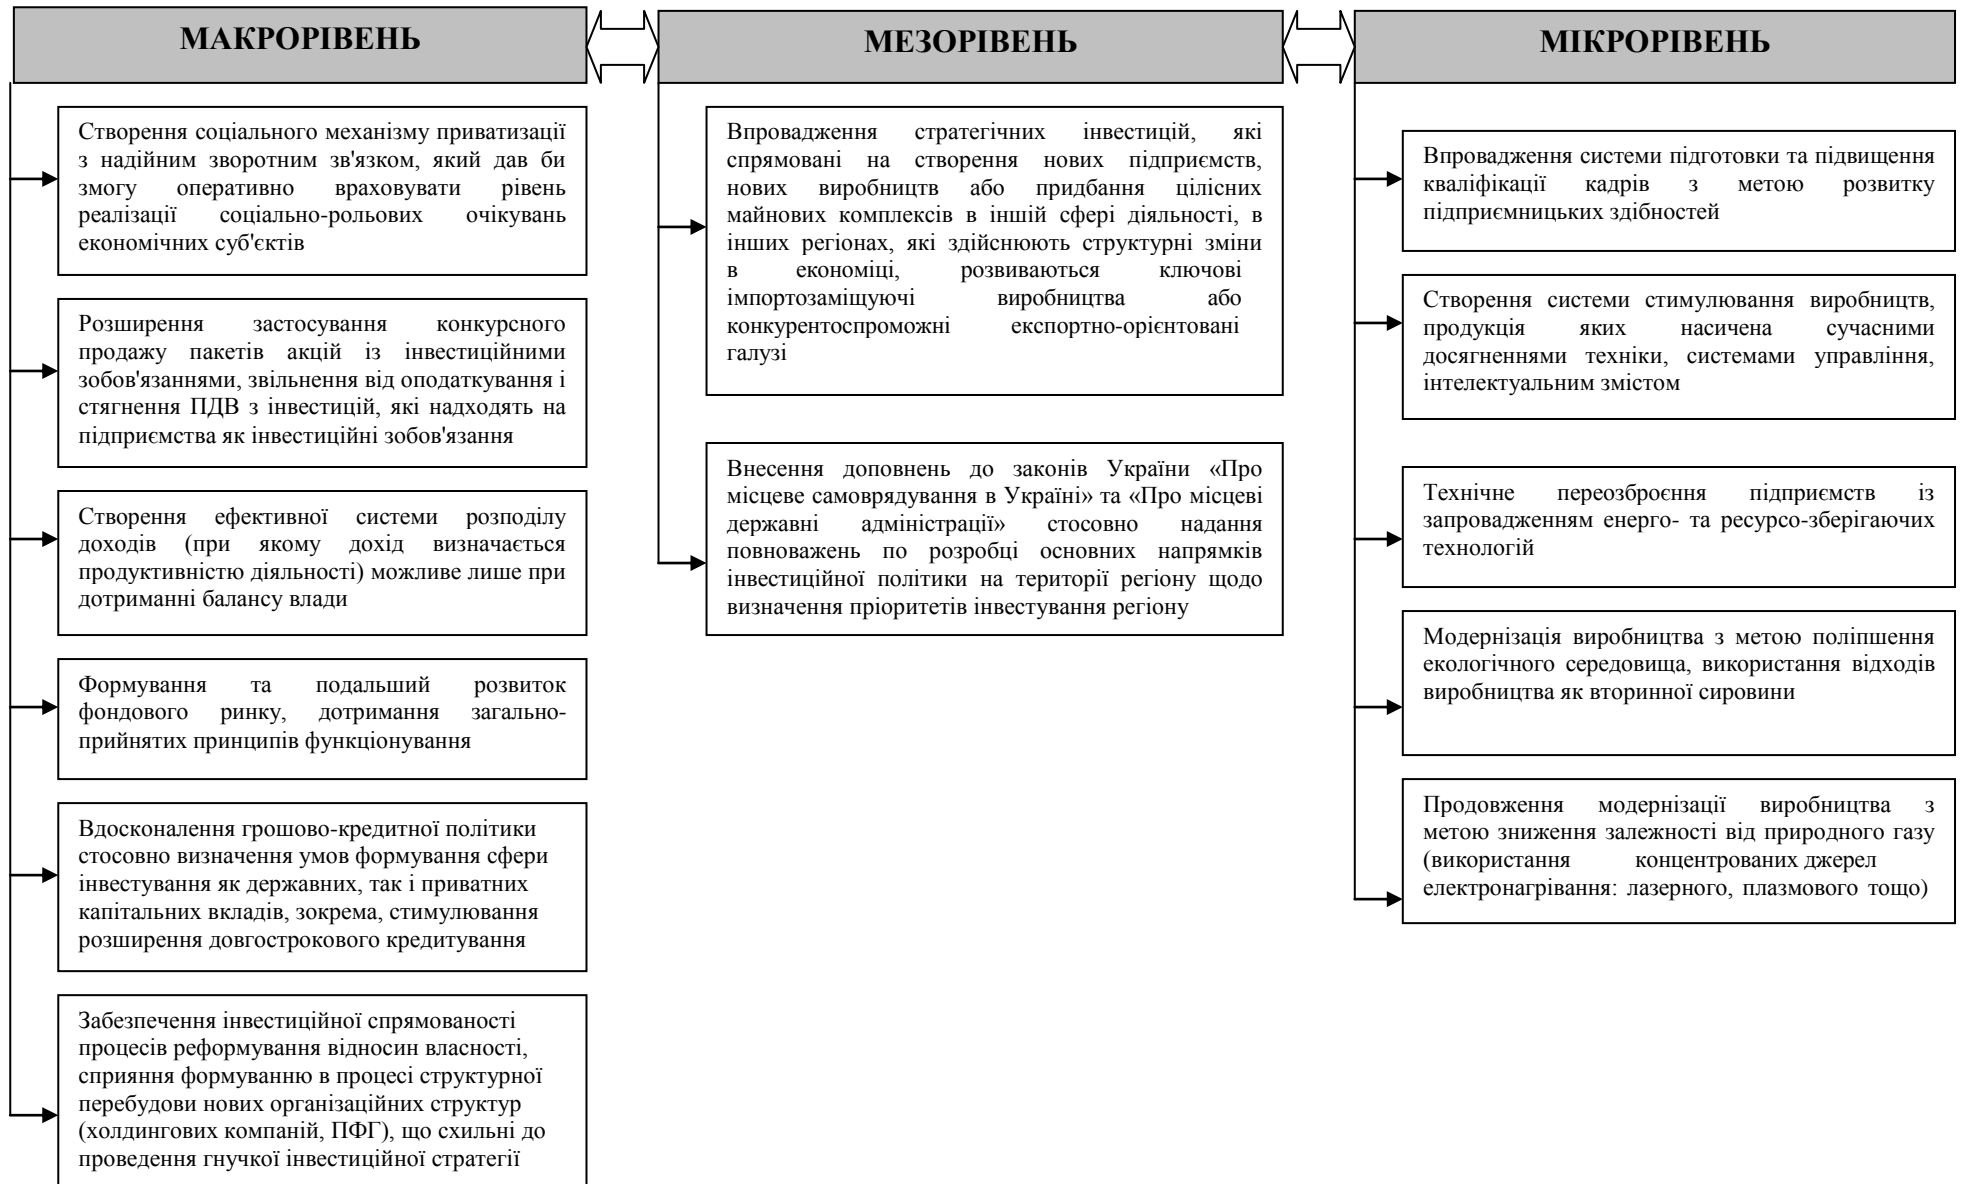 МАКРОРІВЕНЬ
Створення соціального механізму приватизації
з надійним зворотним зв'язком, який дав би
змогу оперативно враховувати рівень
реалізації соціально-рольових очікувань
економічних суб'єктів
Розширення застосування конкурсного
продажу пакетів акцій із інвестиційними
зобов'язаннями, звільнення від оподаткування і
стягнення ПДВ з інвестицій, які надходять на
підприємства як інвестиційні зобов'язання
Створення ефективної системи розподілу
доходів (при якому дохід визначається
продуктивністю діяльності) можливе лише при
дотриманні балансу влади
Формування та подальший розвиток
фондового ринку, дотримання загально-
прийнятих принципів функціонування
Вдосконалення грошово-кредитної політики
стосовно визначення умов формування сфери
інвестування як державних, так і приватних
капітальних вкладів, зокрема, стимулювання
розширення довгострокового кредитування
Забезпечення інвестиційної спрямованості
процесів реформування відносин власності,
сприяння формуванню в процесі структурної
перебудови нових організаційних структур
(холдингових компаній, ПФГ), що схильні до
проведення гнучкої інвестиційної стратегії
МЕЗОРІВЕНЬ
Впровадження стратегічних інвестицій, які
спрямовані на створення нових підприємств,
нових виробництв або придбання цілісних
майнових комплексів в іншій сфері діяльності, в
інших регіонах, які здійснюють структурні зміни
в економіці, розвиваються ключові
імпортозаміщуючі виробництва або
конкурентоспроможні експортно-орієнтовані
галузі
Внесення доповнень до законів України «Про
місцеве самоврядування в Україні» та «Про місцеві
державні адміністрації» стосовно надання
повноважень по розробці основних напрямків
інвестиційної політики на території регіону щодо
визначення пріоритетів інвестування регіону
МІКРОРІВЕНЬ
Впровадження системи підготовки та підвищення
кваліфікації кадрів з метою розвитку
підприємницьких здібностей
Створення системи стимулювання виробництв,
продукція яких насичена сучасними
досягненнями техніки, системами управління,
інтелектуальним змістом
Технічне переозброєння підприємств із
запровадженням енерго- та ресурсо-зберігаючих
технологій
Модернізація виробництва з метою поліпшення
екологічного середовища, використання відходів
виробництва як вторинної сировини
Продовження модернізації виробництва з
метою зниження залежності від природного газу
(використання концентрованих джерел
електронагрівання: лазерного, плазмового тощо)